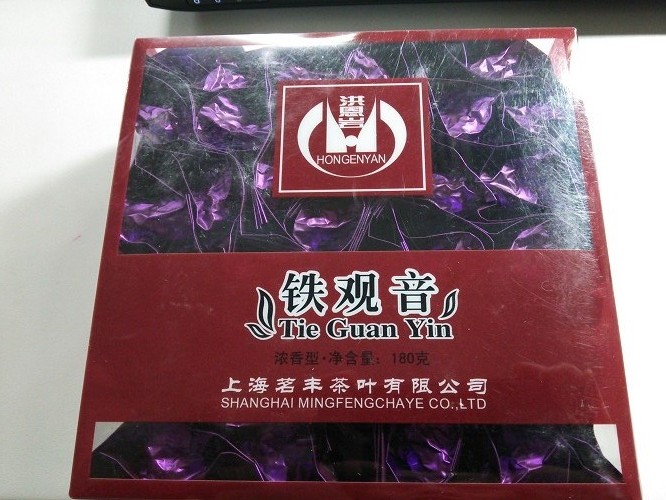 洪
恩
岩
HONGENYAN
铁观音
Tie Guan Yin
浓香型·净含量：180克
上海茗丰茶叶有限公司
SHANGHAI MINGFENGCHAYE CO.,LTD